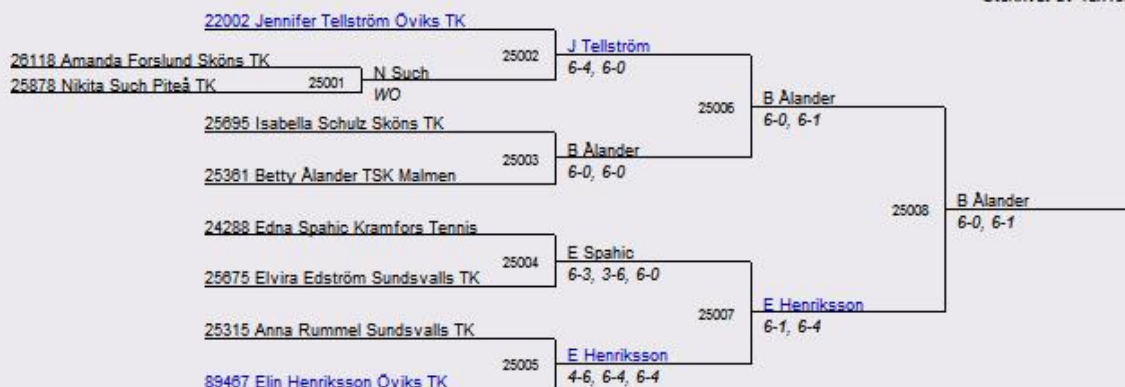 22002 Jennifer Tellström Öviks TK
25002
J Tellström
6-4, 6-0
26118 Amanda Forslund Sköns TK
25878 Nikita Such Piteå TK
25001
N Such
WO
25006
B Ålander
6-0, 6-1
25695 Isabella Schulz Sköns TK
25003
B Ålander
6-0, 6-0
25361 Betty Ålander TSK Malmen
25008
B Ålander
6-0, 6-1
24288 Edna Spahic Kramfors Tennis
25004
E Spahic
6-3, 3-6, 6-0
25675 Elvira Edström Sundsvalls TK
25007
E Henriksson
6-1, 6-4
25315 Anna Rummel Sundsvalls TK
25005
E Henriksson
4-6, 6-4, 6-4
89467 Elin Henriksson Öviks TK